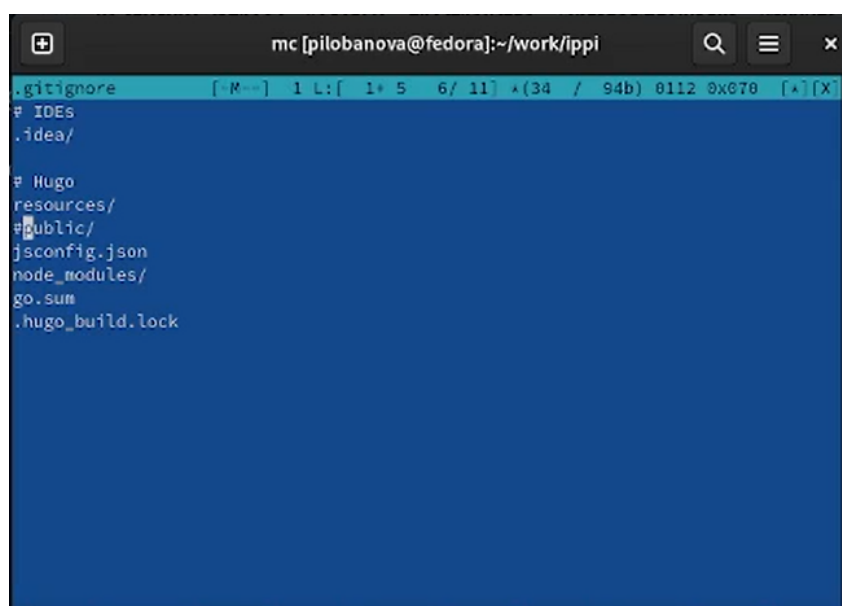 mc [pilobanova@fedora]:~/work/ippi
.gitignore [-M--] 1 L:[ 1+ 5 6/ 11] *(34 / 94b) 0112 0x070 [*][X]
# IDEs
.idea/
# Hugo
resources/
#public/
jsconfig.json
node_modules/
go.sum
.hugo_build.lock